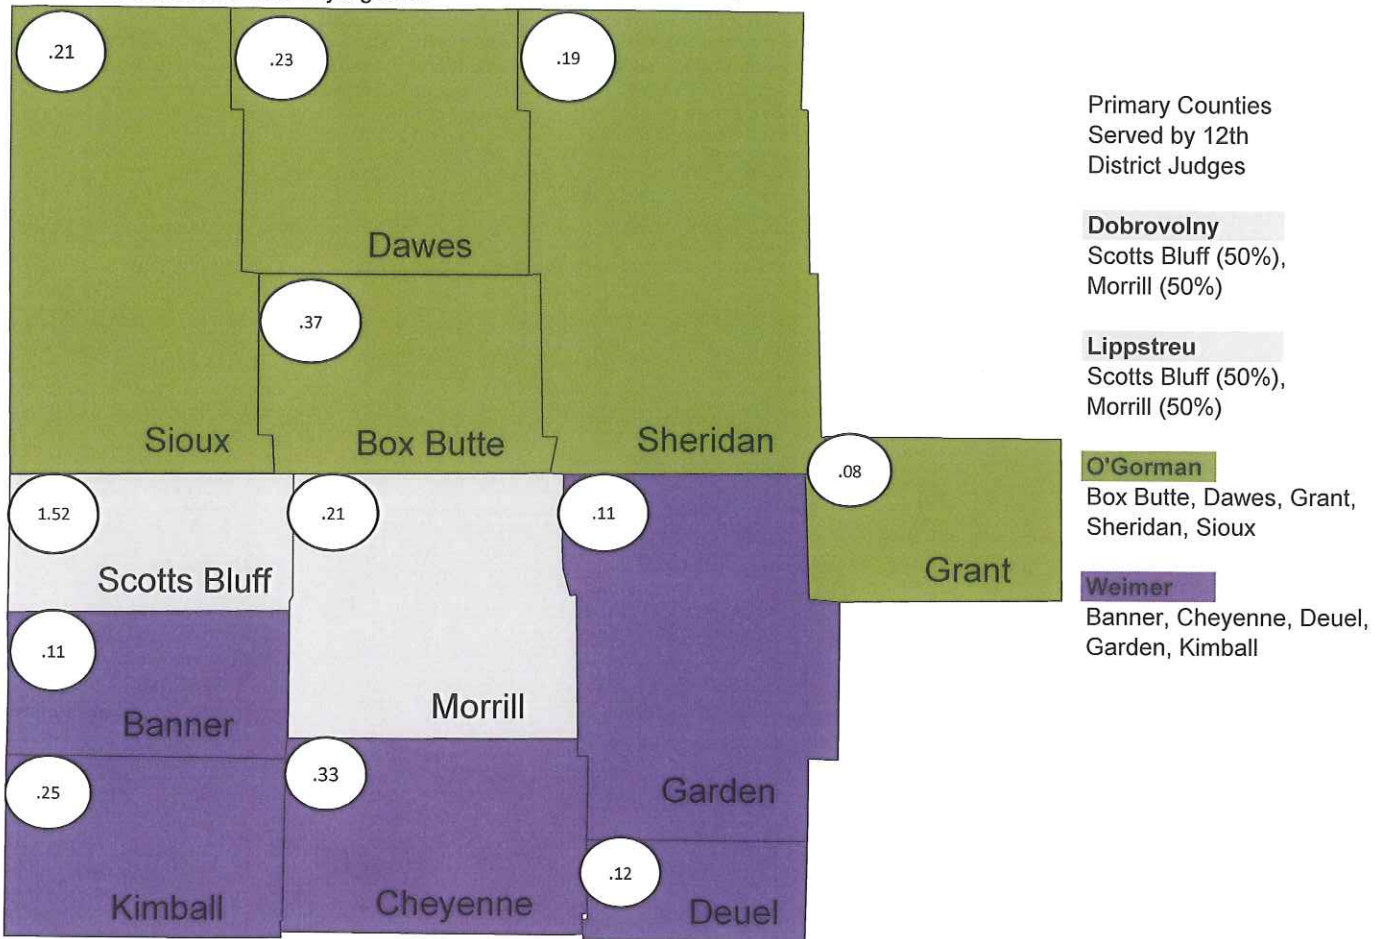 .21
.23
.19
Dawes
.37
Sioux
Box Butte
Sheridan
.08
Grant
1.52
.21
.11
Scotts Bluff
.11
Banner
Morrill
.25
.33
Garden
.12
Kimball
Cheyenne
Deuel
Primary Counties
Served by 12th
District Judges
Dobrovolny
Scotts Bluff (50%),
Morrill (50%)
Lippstreu
Scotts Bluff (50%),
Morrill (50%)
O'Gorman
Box Butte, Dawes, Grant,
Sheridan, Sioux
Weimer
Banner, Cheyenne, Deuel,
Garden, Kimball